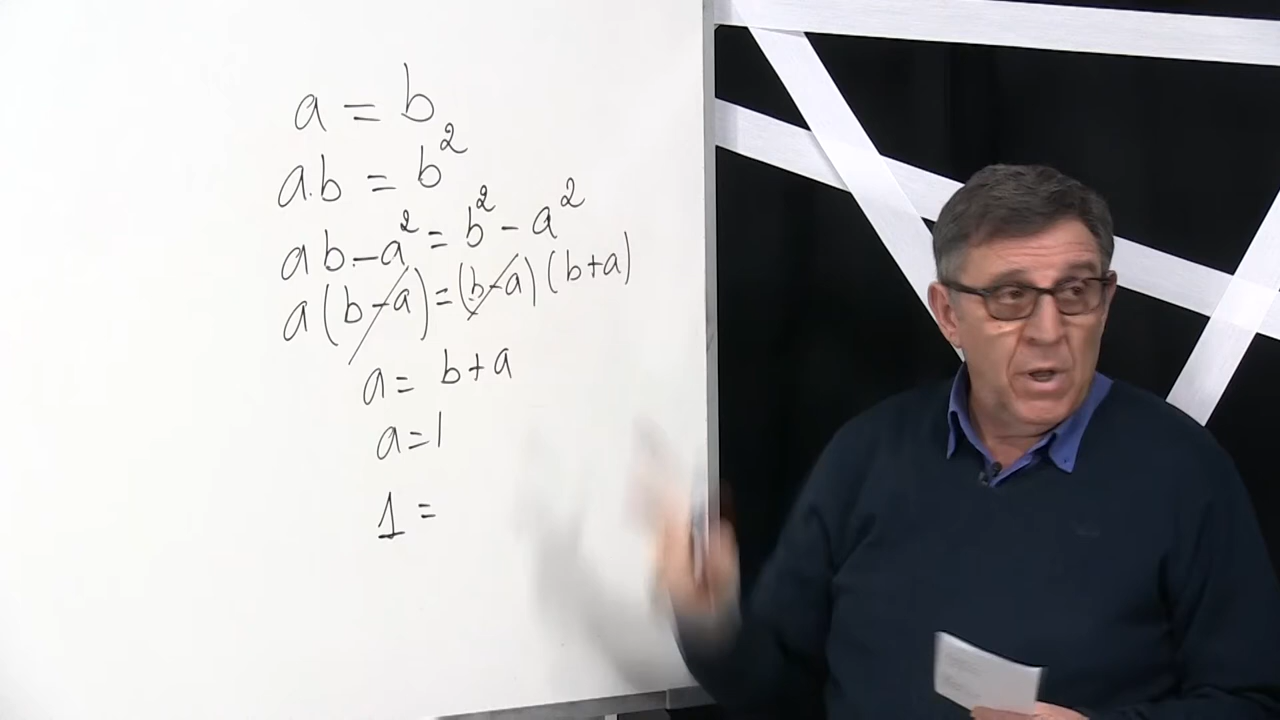 a = b
a.b = b²
ab - a² = b² - a²
a(b-a) = (b-a)(b+a)
a = b+a
a=1
1 =